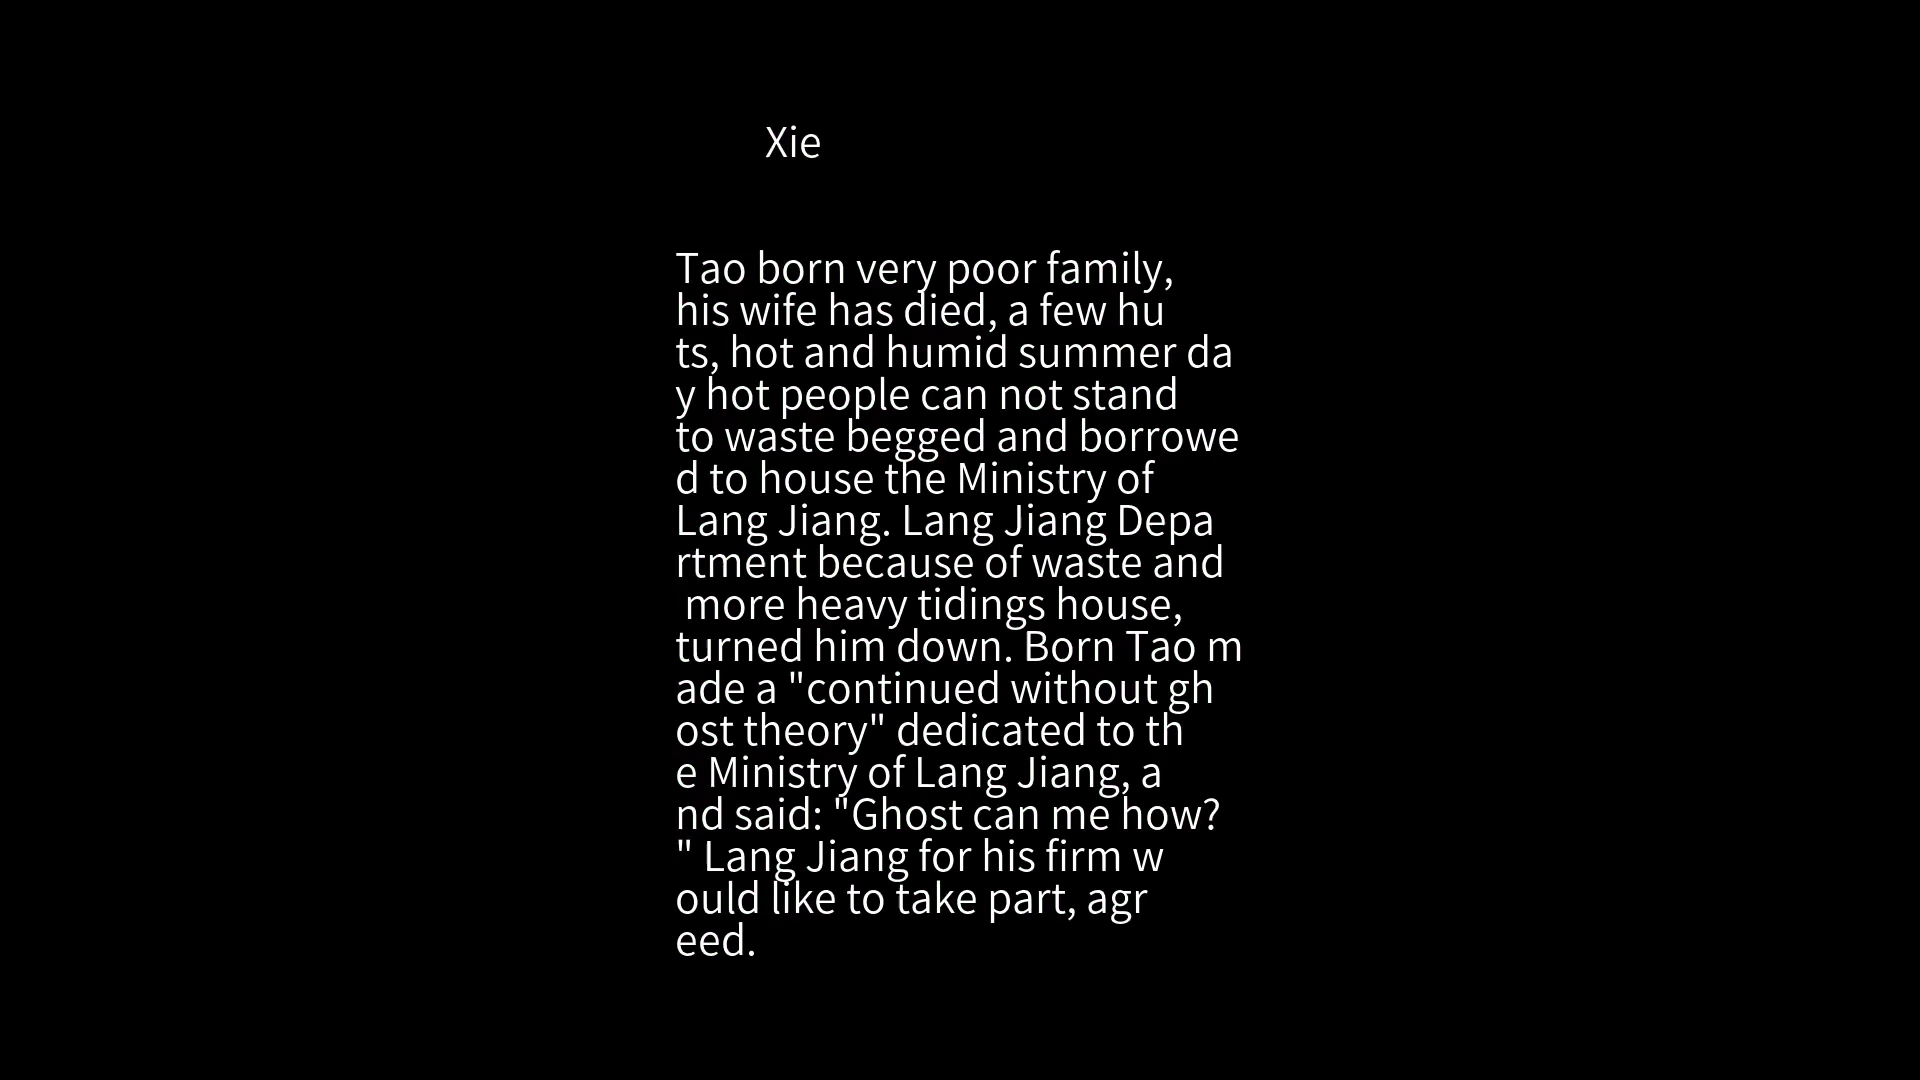 Xie
Tao born very poor family,
his wife has died, a few hu
ts, hot and humid summer da
y hot people can not stand
to waste begged and borrowe
d to house the Ministry of
Lang Jiang. Lang Jiang Depa
rtment because of waste and
more heavy tidings house,
turned him down. Born Tao m
ade a "continued without gh
ost theory" dedicated to th
e Ministry of Lang Jiang, a
nd said: "Ghost can me how?
" Lang Jiang for his firm w
ould like to take part, agr
eed.